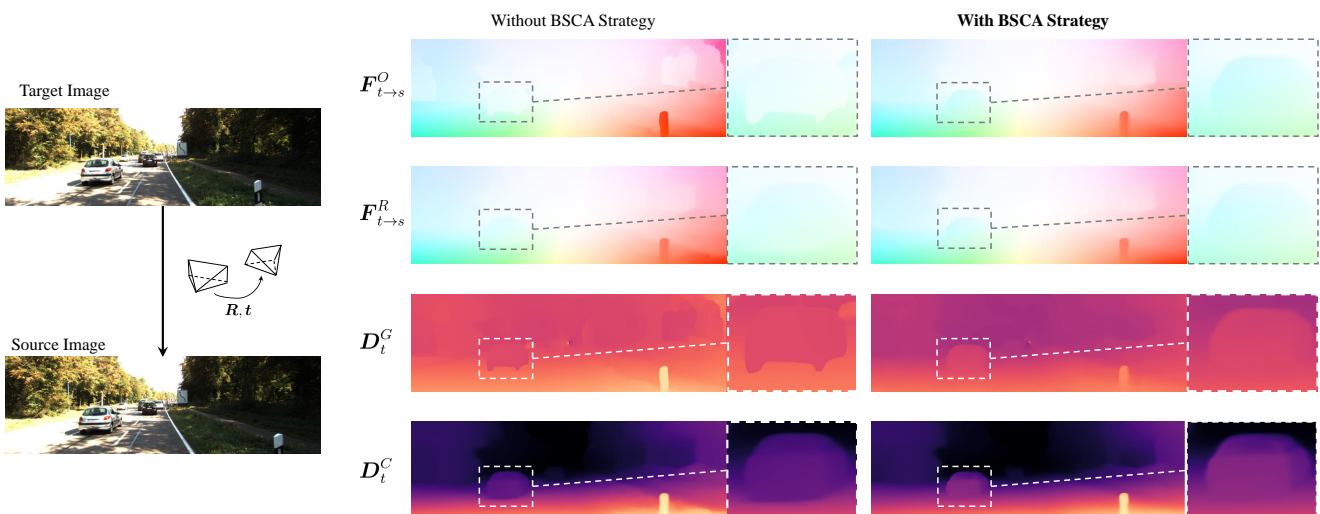 Without BSCA Strategy
With BSCA Strategy
Target Image
F^O_{t→s}
F^R_{t→s}
R, t
Source Image
D^G_t
D^C_t